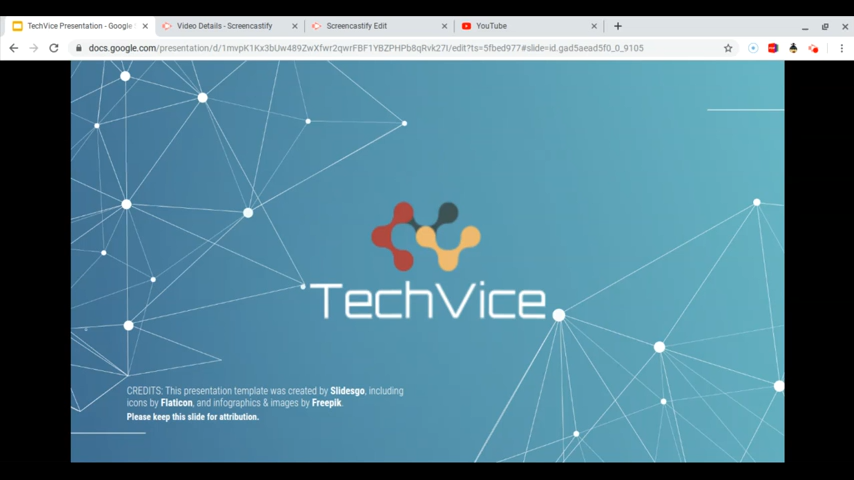 TechVice Presentation - Google
Video Details - Screencastify
Screencastify Edit
YouTube
docs.google.com/presentation/d/1mvpK1Kx3bUw489ZwXfwr2qwrFBF1YBZPHPb8qRvk27I/edit?ts=5fbed977#slide=id.gad5aead5f0_0_9105
TechVice
CREDITS: This presentation template was created by Slidesgo, including
icons by Flaticon, and infographics & images by Freepik.
Please keep this slide for attribution.